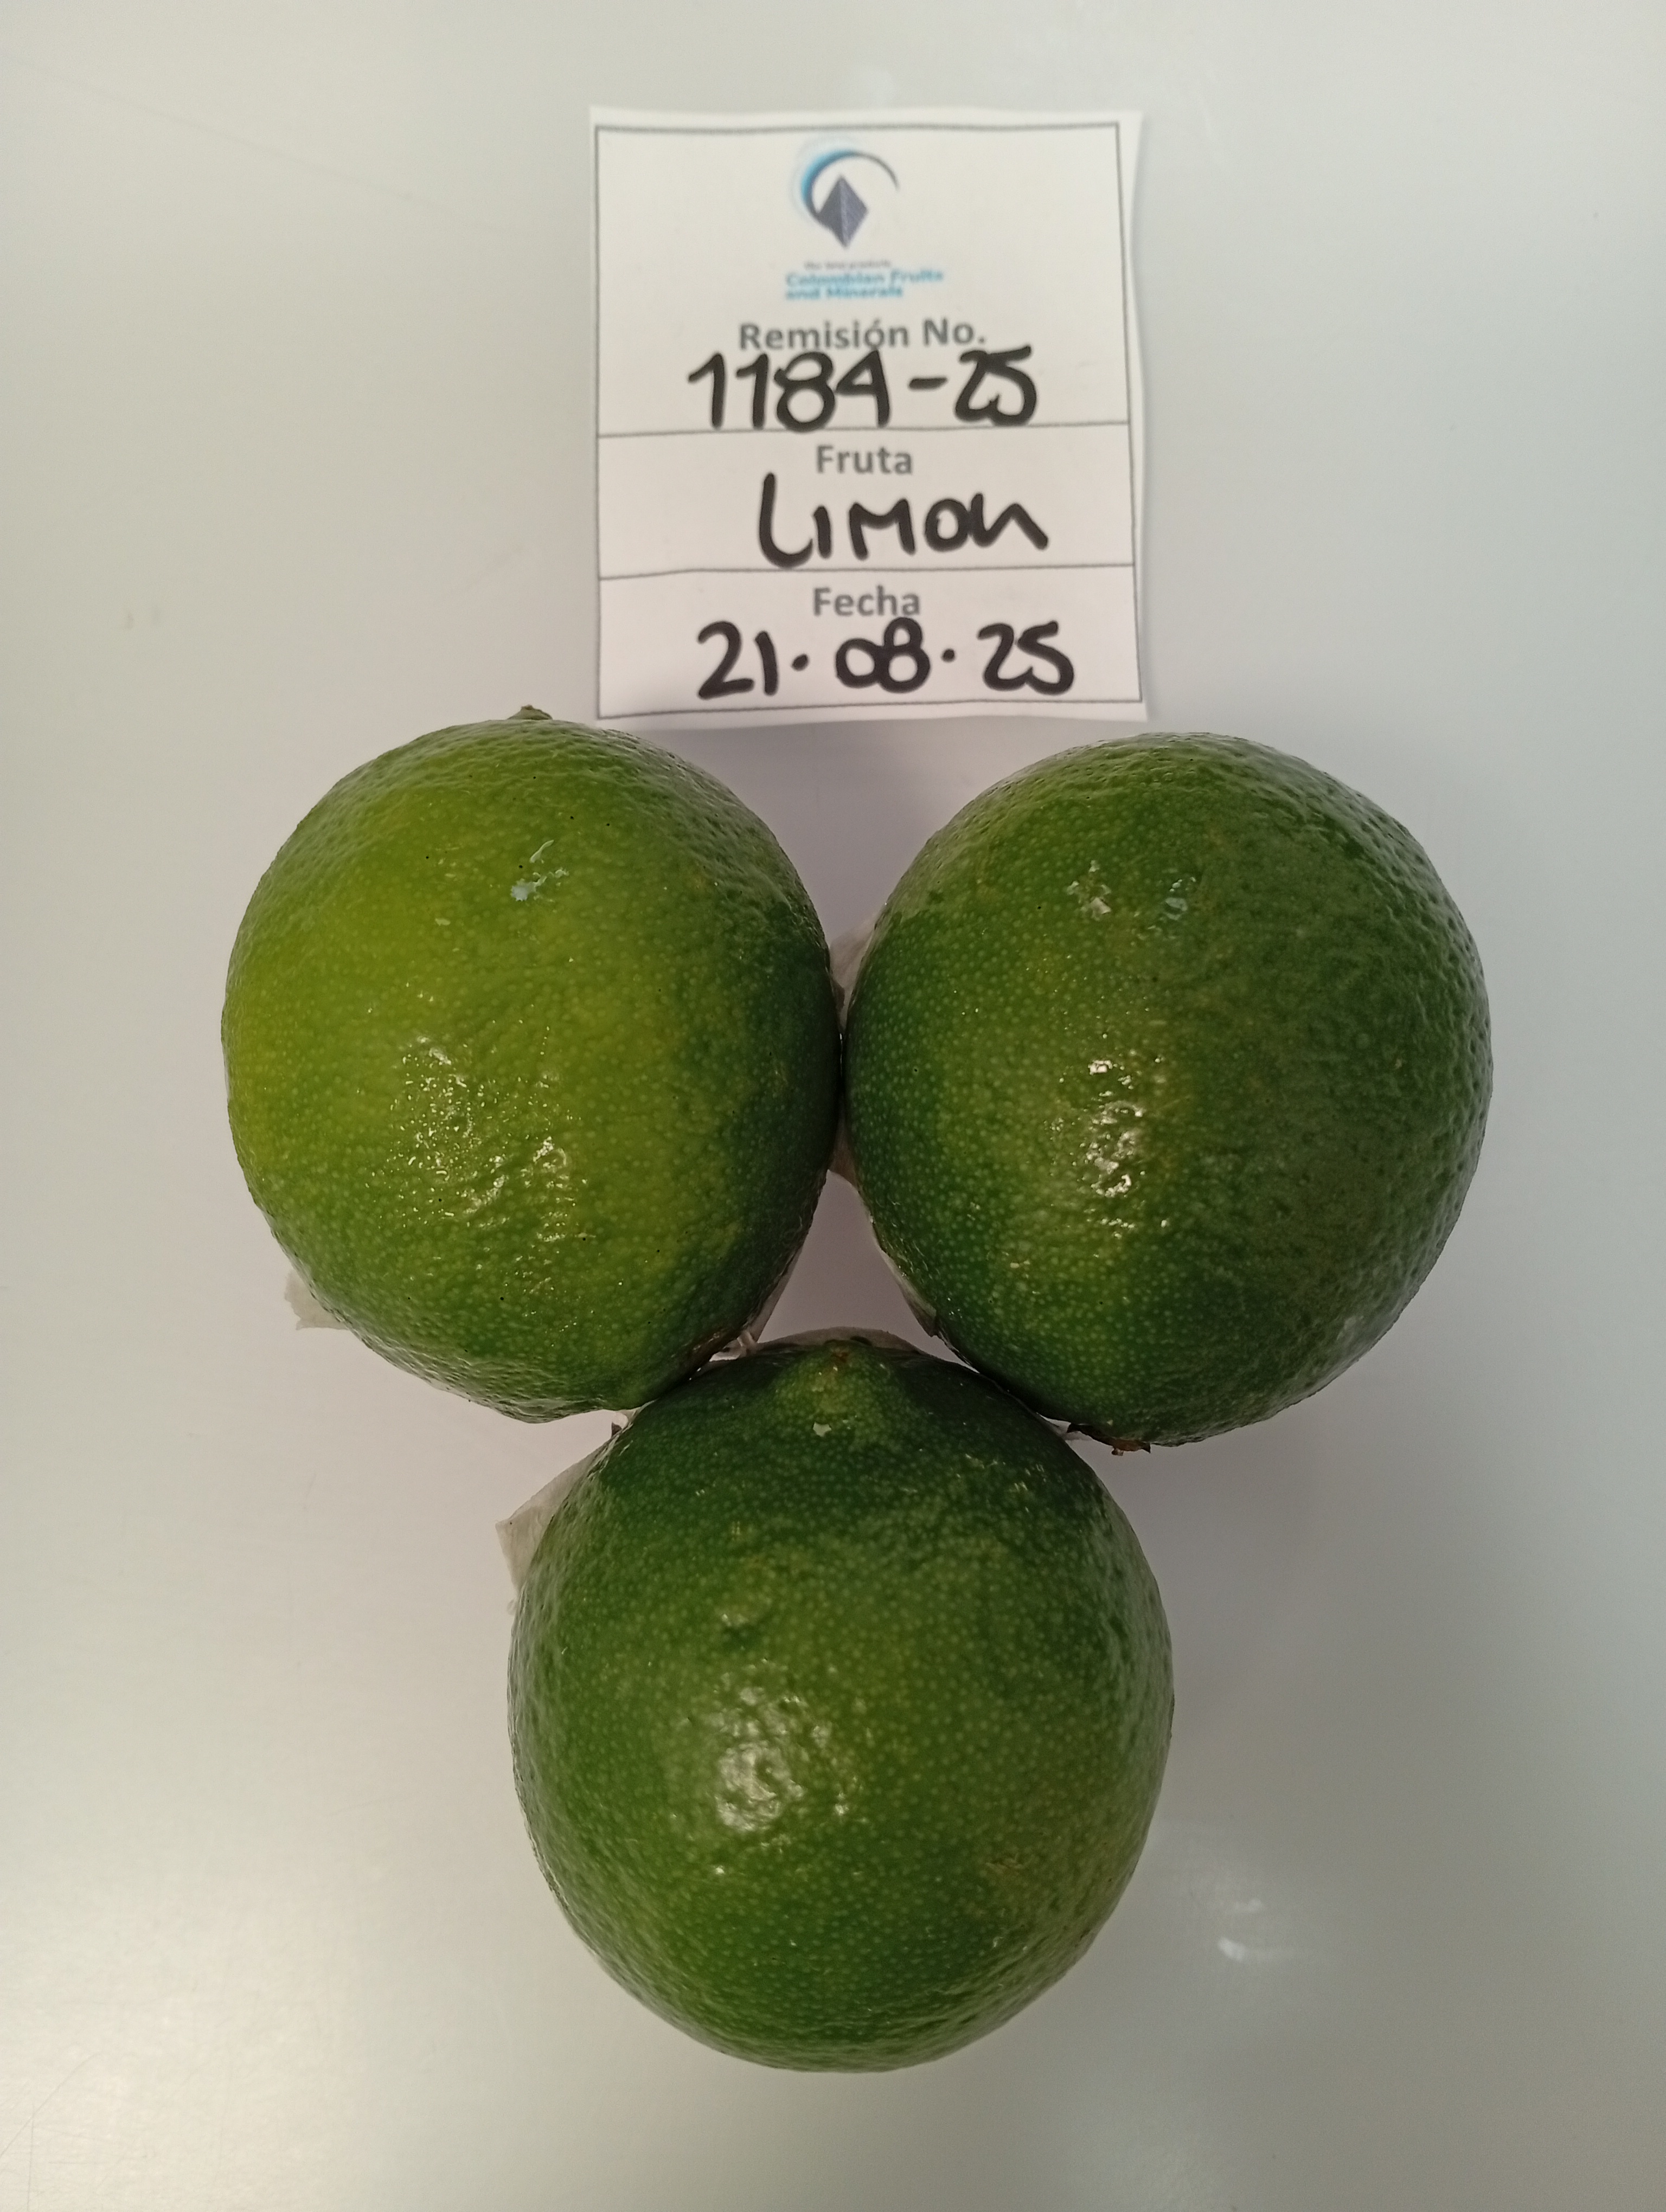 Colombian Fruits
and Minerals
Remisión No.
1184-25
Fruta
LIMON
Fecha
21·08·25